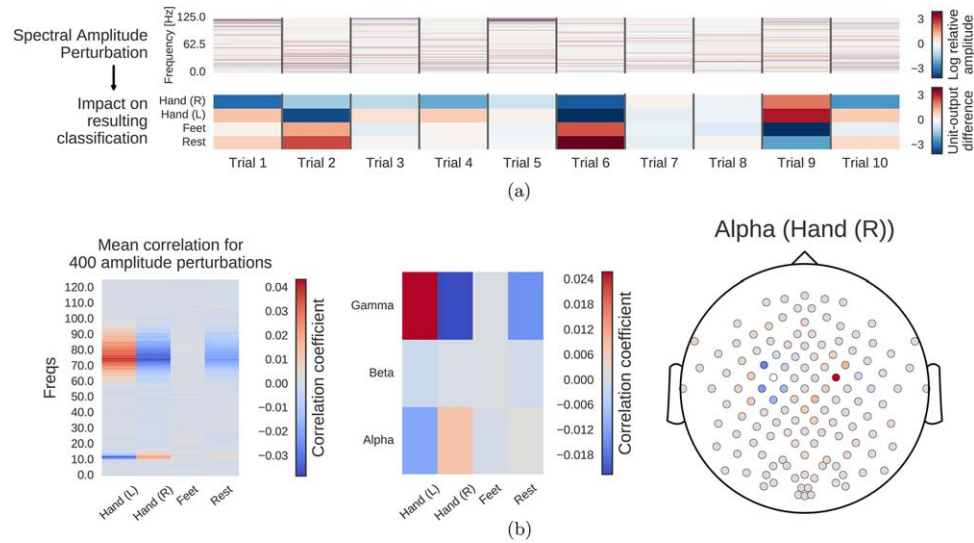 Spectral Amplitude
Perturbation
Impact on
resulting
classification
Frequency [Hz]
125.0
62.5
0.0
Log relative
amplitude
3
0
−3
Hand (R)
Hand (L)
Feet
Rest
Unit-output
difference
3
0
−3
Trial 1 Trial 2 Trial 3 Trial 4 Trial 5 Trial 6 Trial 7 Trial 8 Trial 9 Trial 10
(a)
Mean correlation for
400 amplitude perturbations
Freqs
120.0
110.0
100.0
90.0
80.0
70.0
60.0
50.0
40.0
30.0
20.0
10.0
0.0
Hand (L) Hand (R) Feet Rest
0.04
0.03
0.02
0.01
0.00
−0.01
−0.02
−0.03
Correlation coefficient
Gamma
Beta
Alpha
Hand (L) Hand (R) Feet Rest
0.024
0.018
0.012
0.006
0.000
−0.006
−0.012
−0.018
Correlation coefficient
Alpha (Hand (R))
(b)